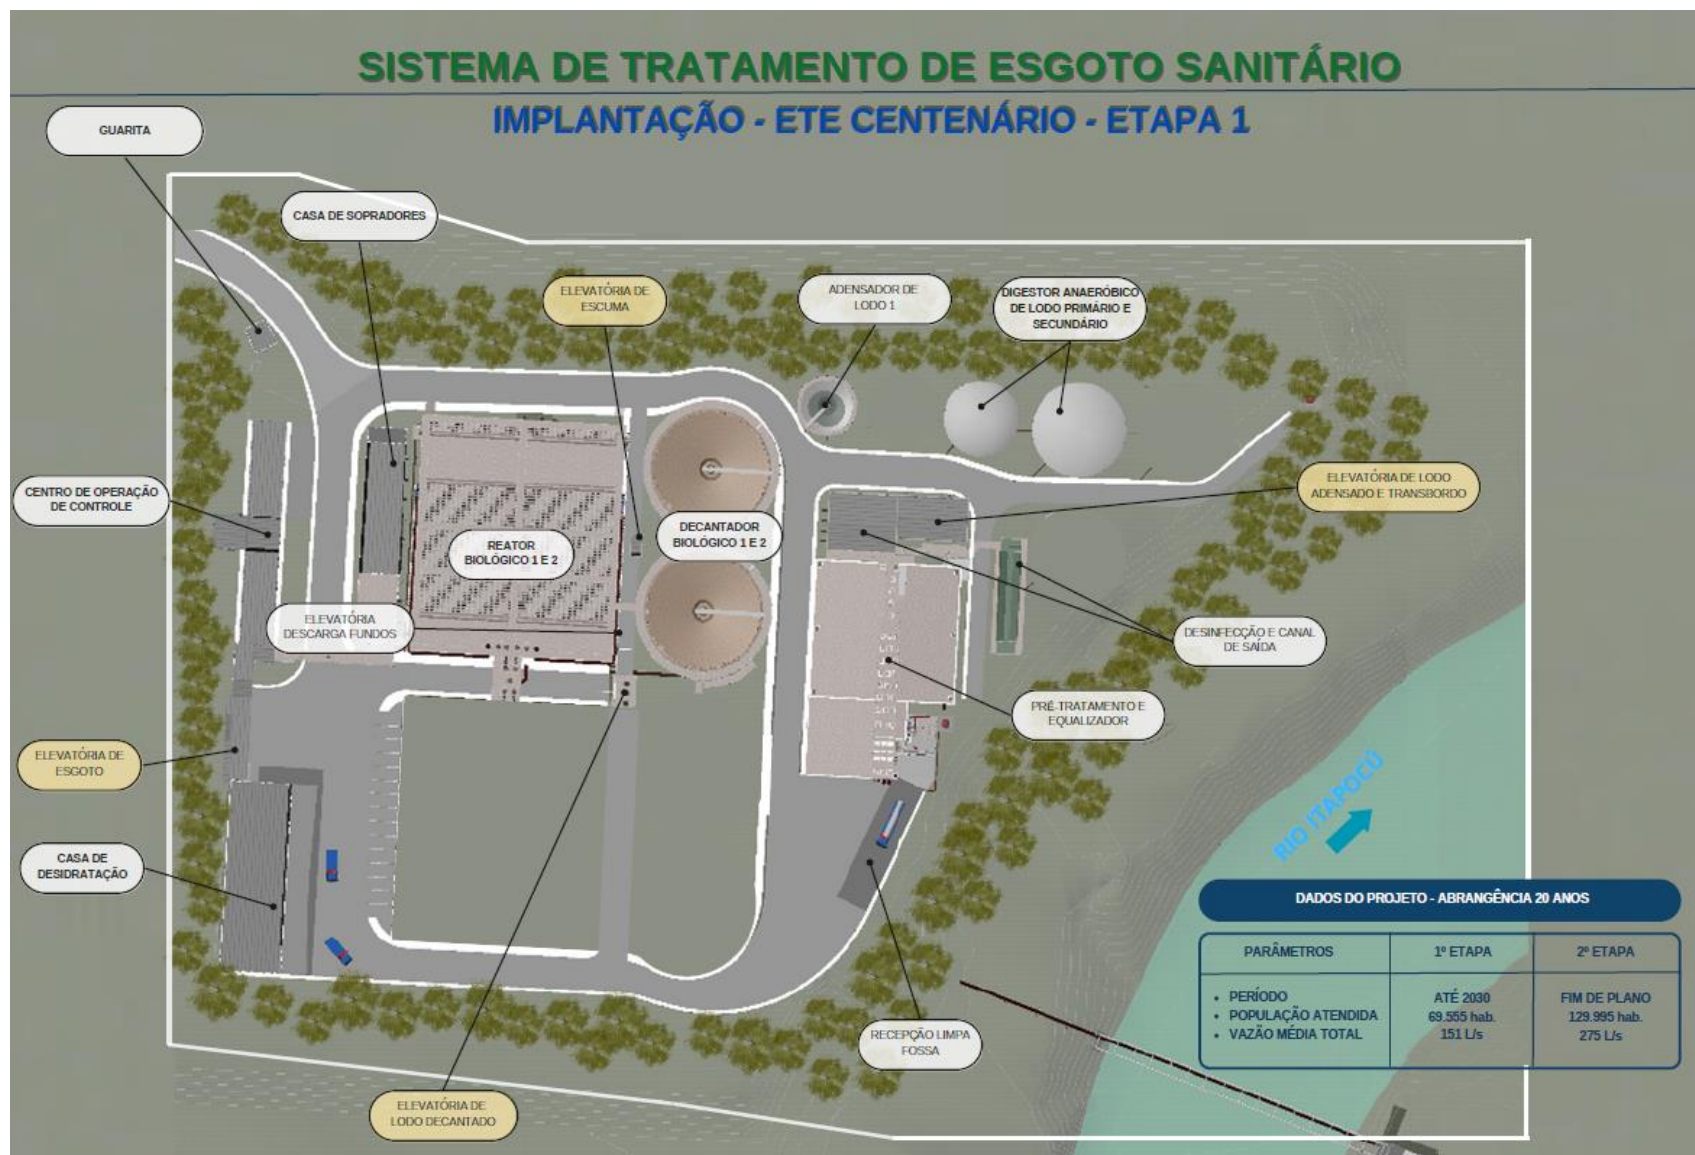 SISTEMA DE TRATAMENTO DE ESGOTO SANITÁRIO
IMPLANTAÇÃO - ETE CENTENÁRIO - ETAPA 1
GUARITA
CASA DE SOPRADORES
ELEVATÓRIA DE
ESCUMA
ADENSADOR DE
LODO 1
DIGESTOR ANAERÓBICO
DE LODO PRIMÁRIO E
SECUNDÁRIO
CENTRO DE OPERAÇÃO
DE CONTROLE
ELEVATÓRIA DE LODO
ADENSADO E TRANSBORDO
DECANTADOR
BIOLÓGICO 1 E 2
REATOR
BIOLÓGICO 1 E 2
ELEVATÓRIA
DESCARGA FUNDOS
DESINFECÇÃO E CANAL
DE SAÍDA
PRÉ-TRATAMENTO E
EQUALIZADOR
ELEVATÓRIA DE
ESGOTO
RIO ITAPOCÚ
CASA DE
DESIDRATAÇÃO
DADOS DO PROJETO - ABRANGÊNCIA 20 ANOS
PARÂMETROS 1º ETAPA 2º ETAPA
• PERÍODO ATÉ 2030 FIM DE PLANO
• POPULAÇÃO ATENDIDA 69.555 hab. 129.995 hab.
• VAZÃO MÉDIA TOTAL 151 L/s 275 L/s
RECEPÇÃO LIMPA
FOSSA
ELEVATÓRIA DE
LODO DECANTADO